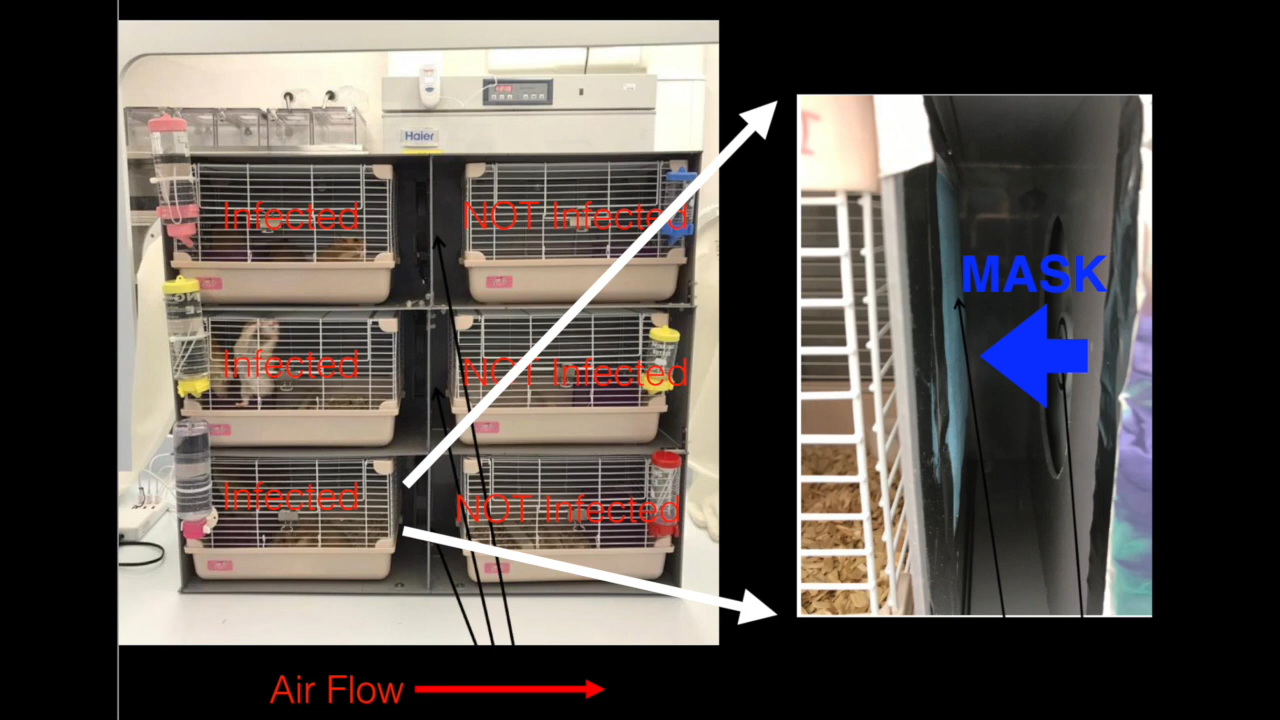 Haier
Infected
NOT Infected
Infected
NOT Infected
Infected
NOT Infected
MASK
Air Flow